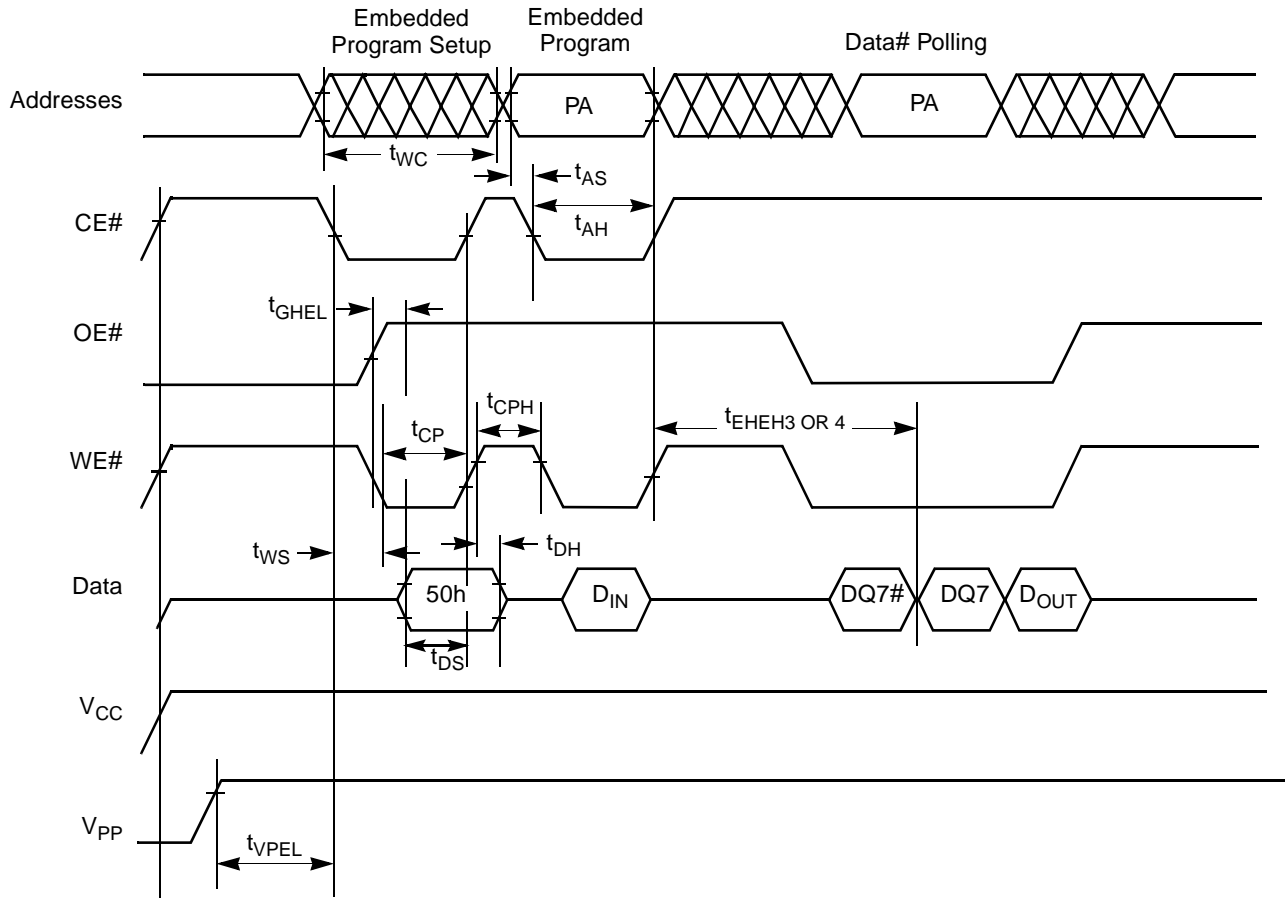 Embedded
Program Setup
Embedded
Program
Data# Polling
Addresses
PA
PA
tWC
tAS
CE#
tAH
tGHEL
OE#
tCPH
tCP
tEHEH3 OR 4
WE#
tWS
tDH
Data
50h
DIN
DQ7#
DQ7
DOUT
tDS
VCC
VPP
tVPEL